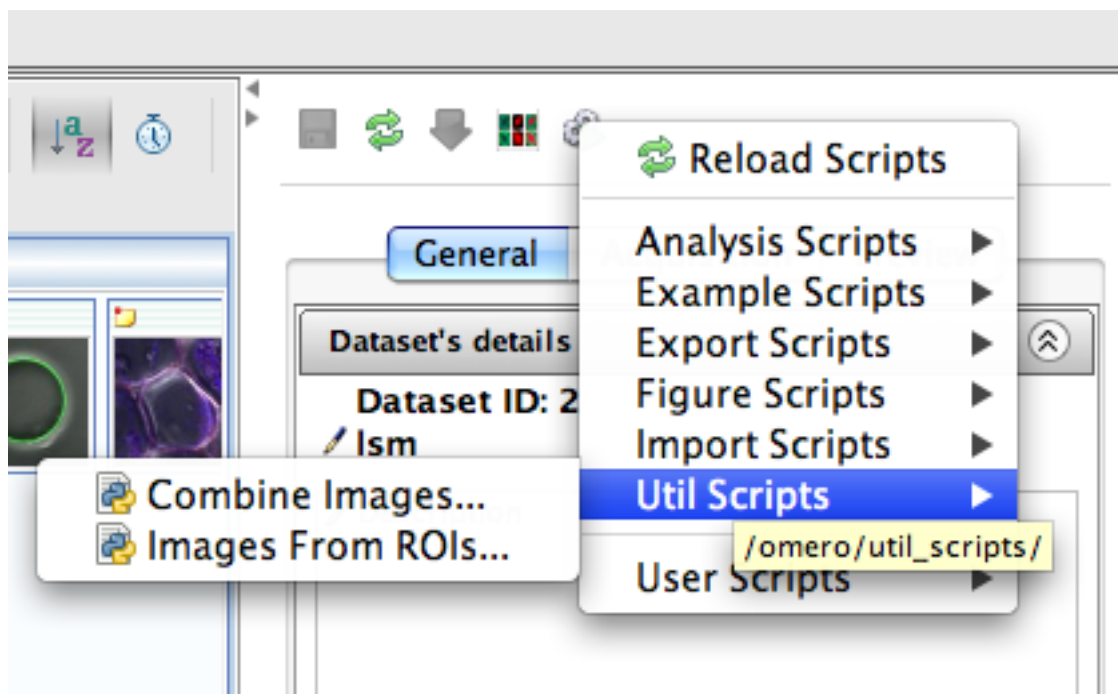 a
z
Reload Scripts
General
Analysis Scripts
Dataset's details
Example Scripts
Export Scripts
Dataset ID: 2
Figure Scripts
lsm
Import Scripts
Combine Images...
Util Scripts
Images From ROIs...
/omero/util_scripts/
User Scripts